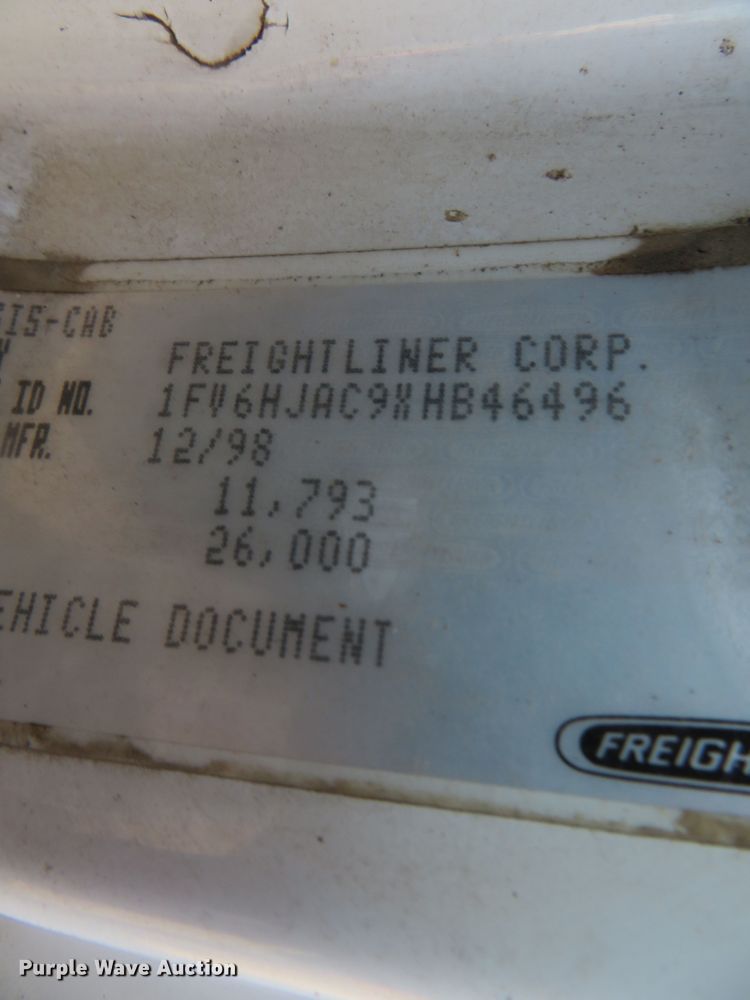 SIS-CAB
FREIGHTLINER CORP.
ID NO. 1FV6HJAC9XHB46496
MFR. 12/98
11,793
26,000
EHICLE DOCUMENT
FREIGH
Purple Wave Auction